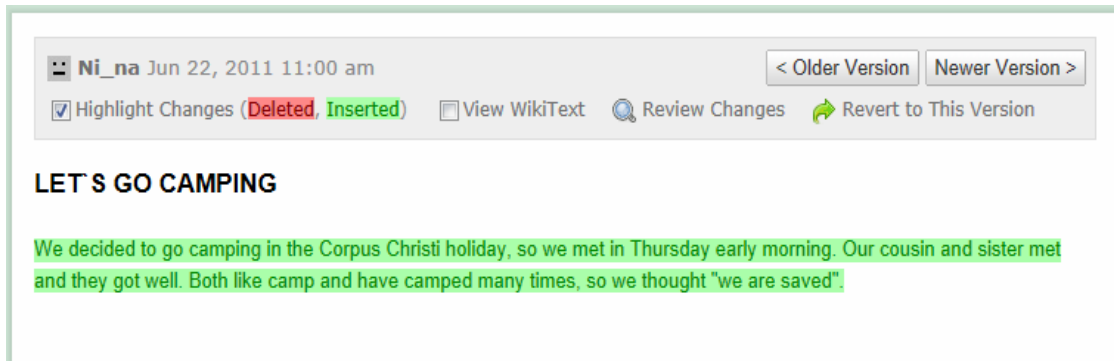 Ni_na Jun 22, 2011 11:00 am
< Older Version
Newer Version >
Highlight Changes (Deleted, Inserted)
View WikiText
Review Changes
Revert to This Version
LET`S GO CAMPING
We decided to go camping in the Corpus Christi holiday, so we met in Thursday early morning. Our cousin and sister met
and they got well. Both like camp and have camped many times, so we thought "we are saved".